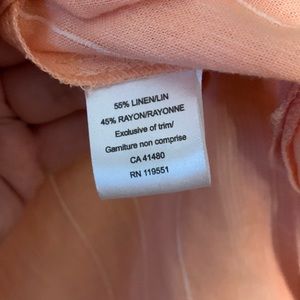 55% LINEN/LIN
45% RAYON/RAYONNE
Exclusive of trim/
Garniture non comprise
CA 41480
RN 119551